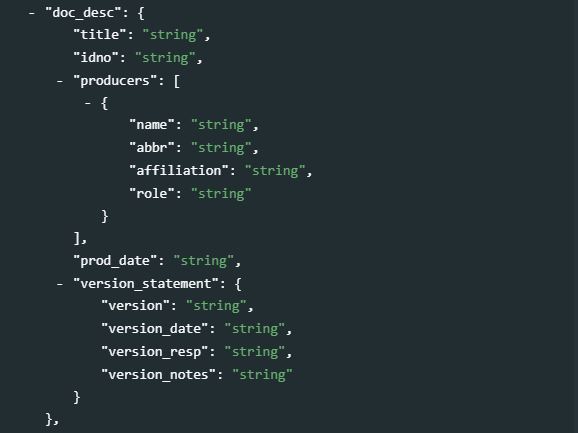 - "doc_desc": {
"title": "string",
"idno": "string",
- "producers": [
- {
"name": "string",
"abbr": "string",
"affiliation": "string",
"role": "string"
}
],
"prod_date": "string",
- "version_statement": {
"version": "string",
"version_date": "string",
"version_resp": "string",
"version_notes": "string"
}
},